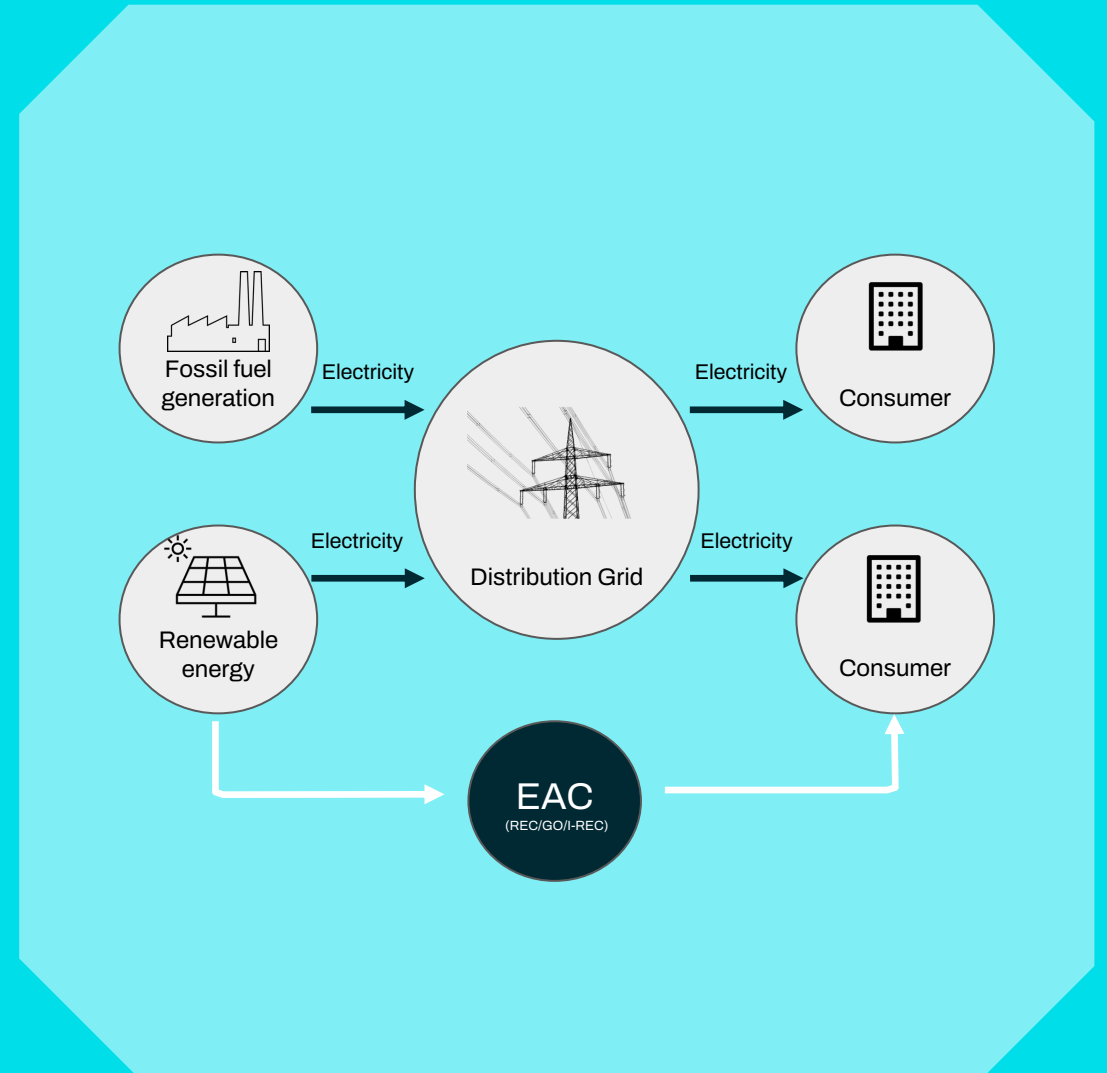 Fossil fuel
generation
Electricity
Electricity
Consumer
Renewable
energy
Electricity
Distribution Grid
Electricity
Consumer
EAC
(REC/GO/I-REC)